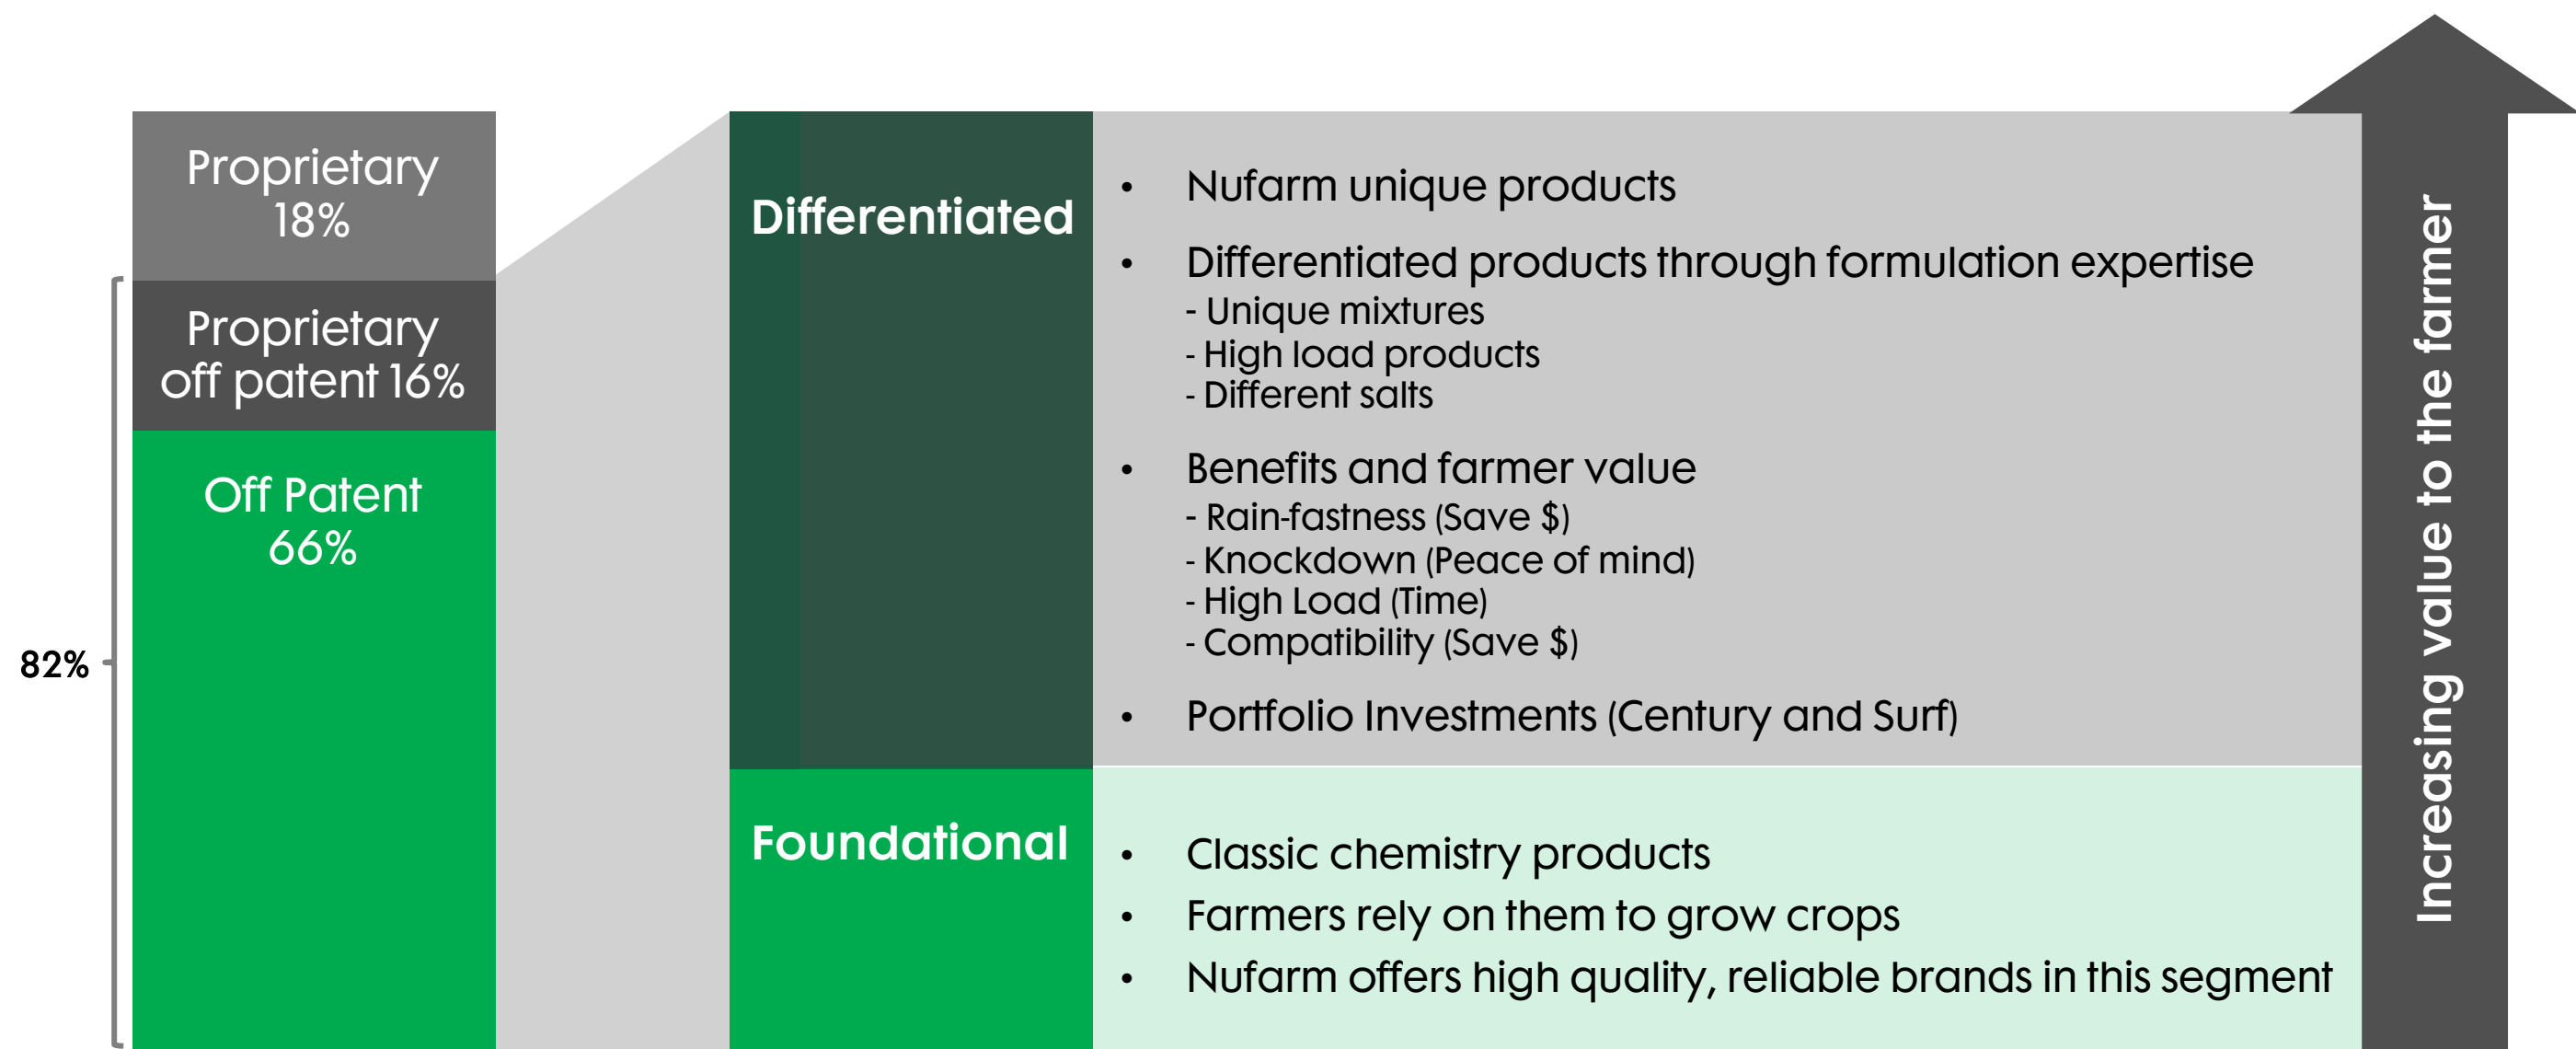 Proprietary
18%
Proprietary
off patent 16%
Off Patent
66%
82%
Differentiated
• Nufarm unique products
• Differentiated products through formulation expertise
- Unique mixtures
- High load products
- Different salts
• Benefits and farmer value
- Rain-fastness (Save $)
- Knockdown (Peace of mind)
- High Load (Time)
- Compatibility (Save $)
• Portfolio Investments (Century and Surf)
Foundational
• Classic chemistry products
• Farmers rely on them to grow crops
• Nufarm offers high quality, reliable brands in this segment
Increasing value to the farmer